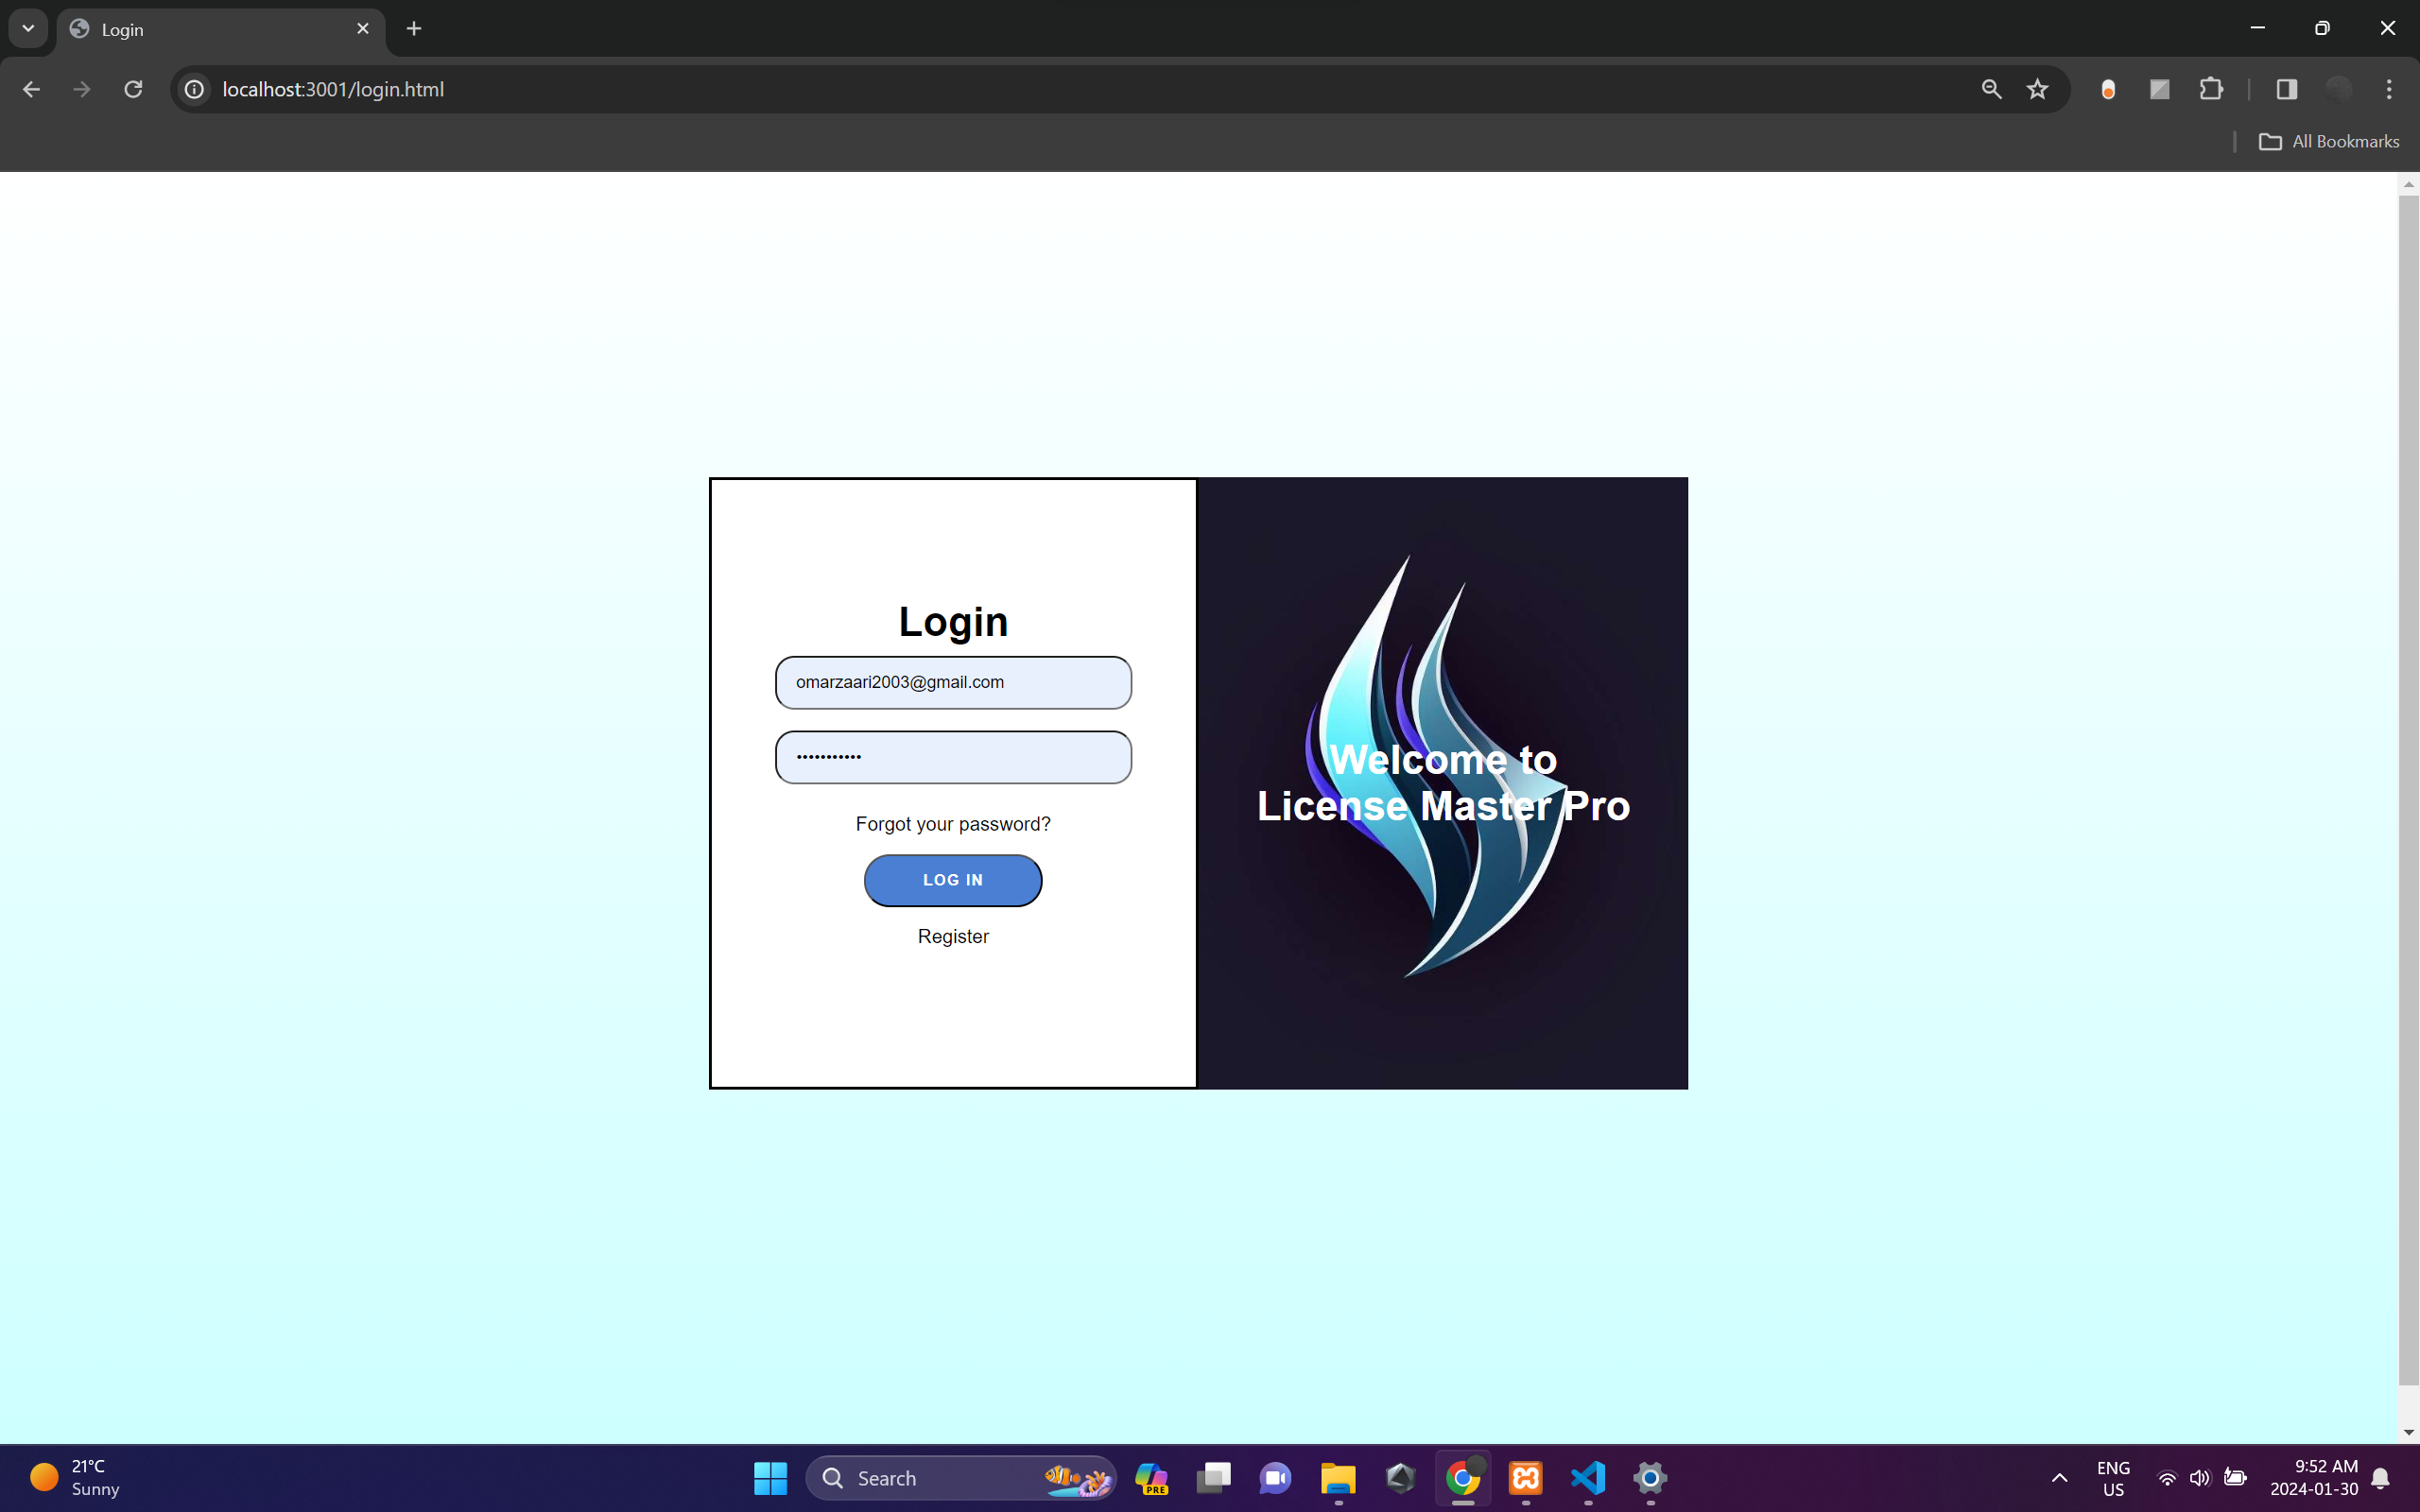 Login
localhost:3001/login.html
All Bookmarks
Login
omarzaari2003@gmail.com
•••••••••••
Forgot your password?
LOG IN
Register
Welcome to
License Master Pro
21°C
Sunny
Search
PRE
ENG
US
9:52 AM
2024-01-30